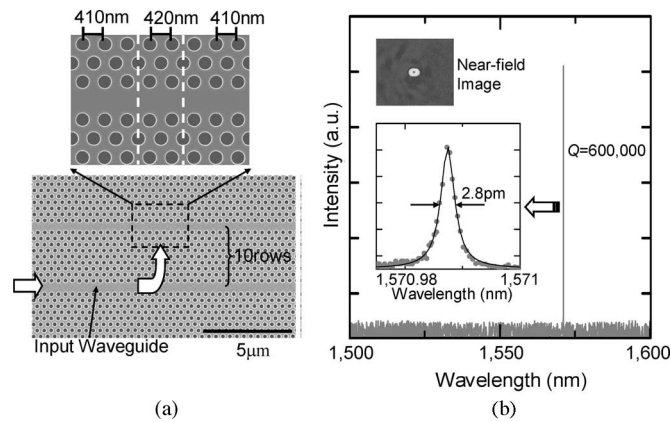 (a)
410nm 420nm 410nm
10rows
Input Waveguide
5μm
(a)
(b)
Near-field
Image
Q=600,000
2.8pm
1,570.98 1,571
Wavelength (nm)
Intensity (a.u.)
1,500 1,550 1,600
Wavelength (nm)
(b)